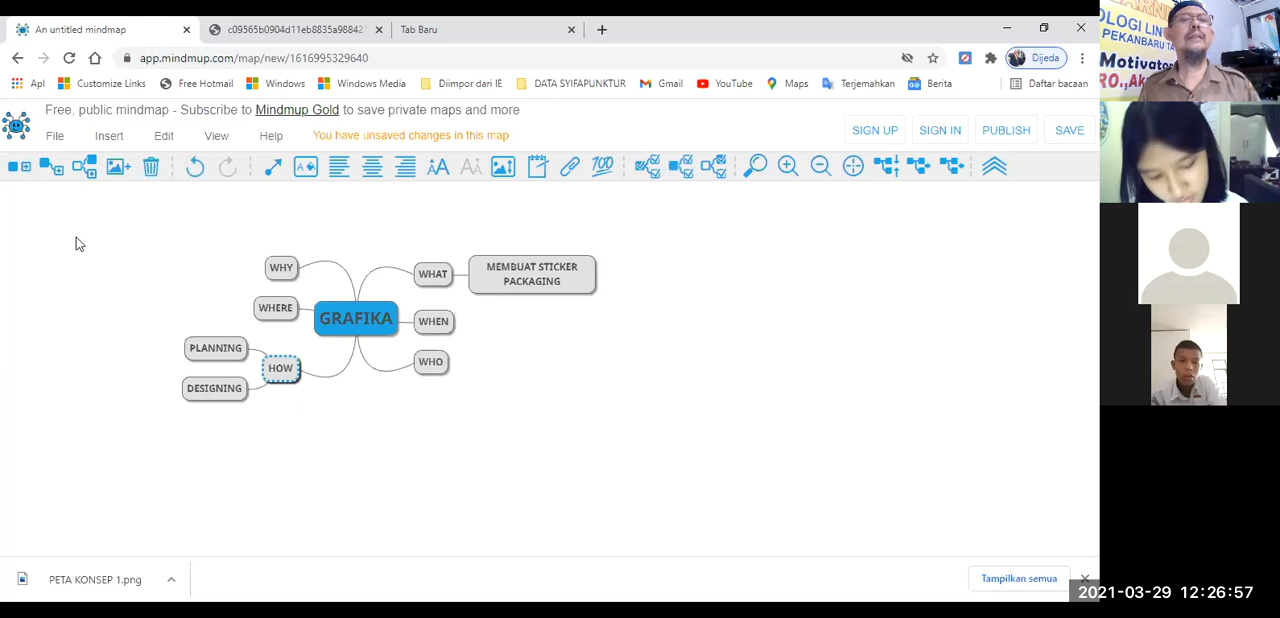 An untitled mindmap
c09565b0904d11eb8835a98842
Tab Baru
app.mindmup.com/map/new/1616995329640
Dijeda
Apl
Customize Links
Free Hotmail
Windows
Windows Media
Diimpor dari IE
DATA SYIFAPUNKTUR
Gmail
YouTube
Maps
Terjemahkan
Berita
Daftar bacaan
Free, public mindmap - Subscribe to Mindmup Gold to save private maps and more
File
Insert
Edit
View
Help
You have unsaved changes in this map
SIGN UP
SIGN IN
PUBLISH
SAVE
WHY
WHERE
PLANNING
HOW
DESIGNING
GRAFIKA
WHAT
MEMBUAT STICKER
PACKAGING
WHEN
WHO
PETA KONSEP 1.png
Tampilkan semua
2021-03-29 12:26:57
OLOGI LIN
PEKANBARU
Motivator